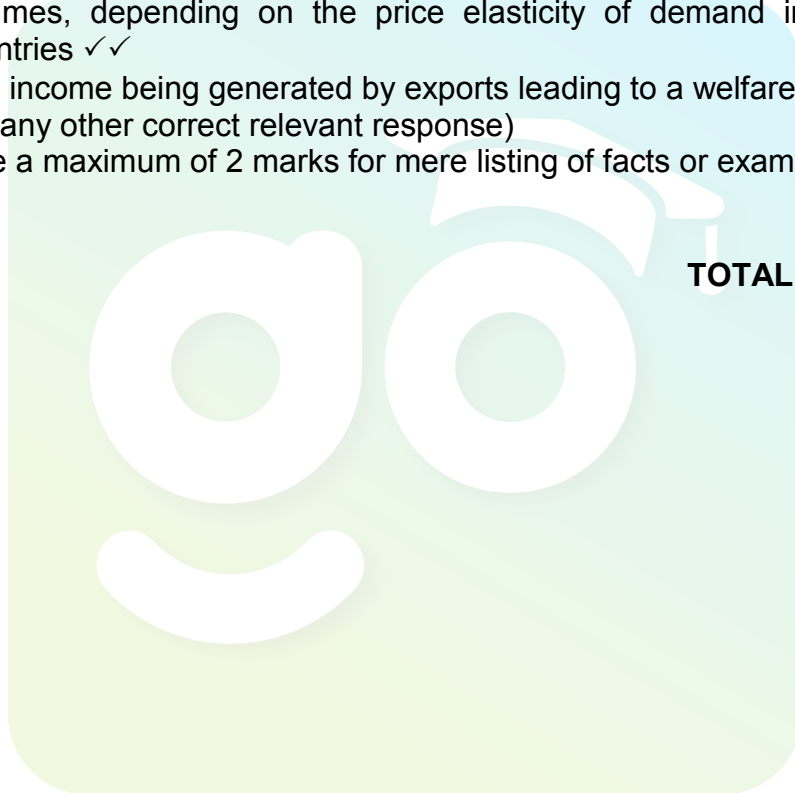 mes, depending on the price elasticity of demand in
ntries ✓✓
income being generated by exports leading to a welfare
any other correct relevant response)
e a maximum of 2 marks for mere listing of facts or exam
TOTAL
go